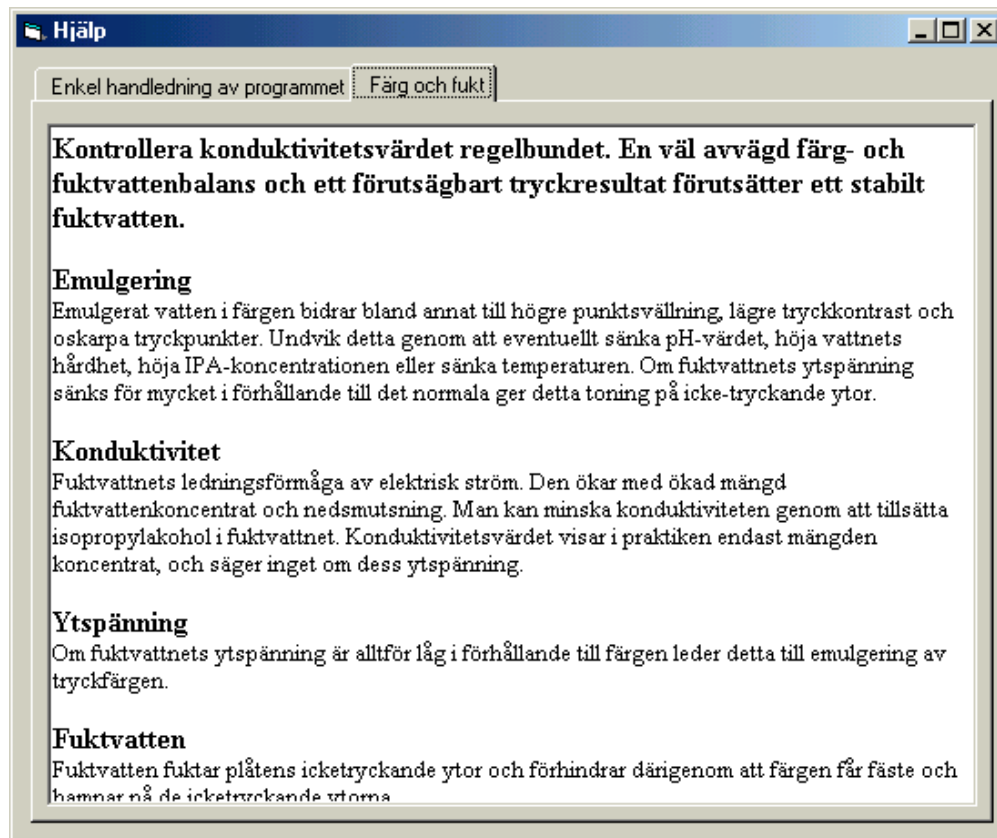 Hjälp
Enkel handledning av programmet
Färg och fukt
Kontrollera konduktivitetsvärdet regelbundet. En väl avvägd färg- och
fuktvattenbalans och ett förutsägbart tryckresultat förutsätter ett stabilt
fuktvatten.
Emulgering
Emulgerat vatten i färgen bidrar bland annat till högre punktsvällning, lägre tryckkontrast och
oskarpa tryckpunkter. Undvik detta genom att eventuellt sänka pH-värdet, höja vattnets
hårdhet, höja IPA-koncentrationen eller sänka temperaturen. Om fuktvattnets ytspänning
sänks för mycket i förhållande till det normala ger detta toning på icke-tryckande ytor.
Konduktivitet
Fuktvattnets ledningsförmåga av elektrisk ström. Den ökar med ökad mängd
fuktvattenkoncentrat och nedsmutsning. Man kan minska konduktiviteten genom att tillsätta
isopropylakohol i fuktvattnet. Konduktivitetsvärdet visar i praktiken endast mängden
koncentrat, och säger inget om dess ytspänning.
Ytspänning
Om fuktvattnets ytspänning är alltför låg i förhållande till färgen leder detta till emulgering av
tryckfärgen.
Fuktvatten
Fuktvatten fuktar plåtens icketryckande ytor och förhindrar därigenom att färgen får fäste och
hamnar på de icketryckande ytorna